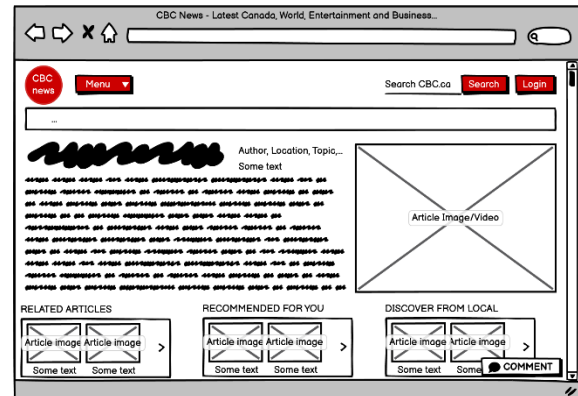 CBC News - Latest Canada, World, Entertainment and Business...
CBC
news
Menu
Search CBC.ca
Search
Login
...
Author, Location, Topic,...
Some text
Article Image/Video
RELATED ARTICLES
RECOMMENDED FOR YOU
DISCOVER FROM LOCAL
Article image Article image
Article image Article image
Article image Article image
Some text Some text
Some text Some text
Some text Some
COMMENT